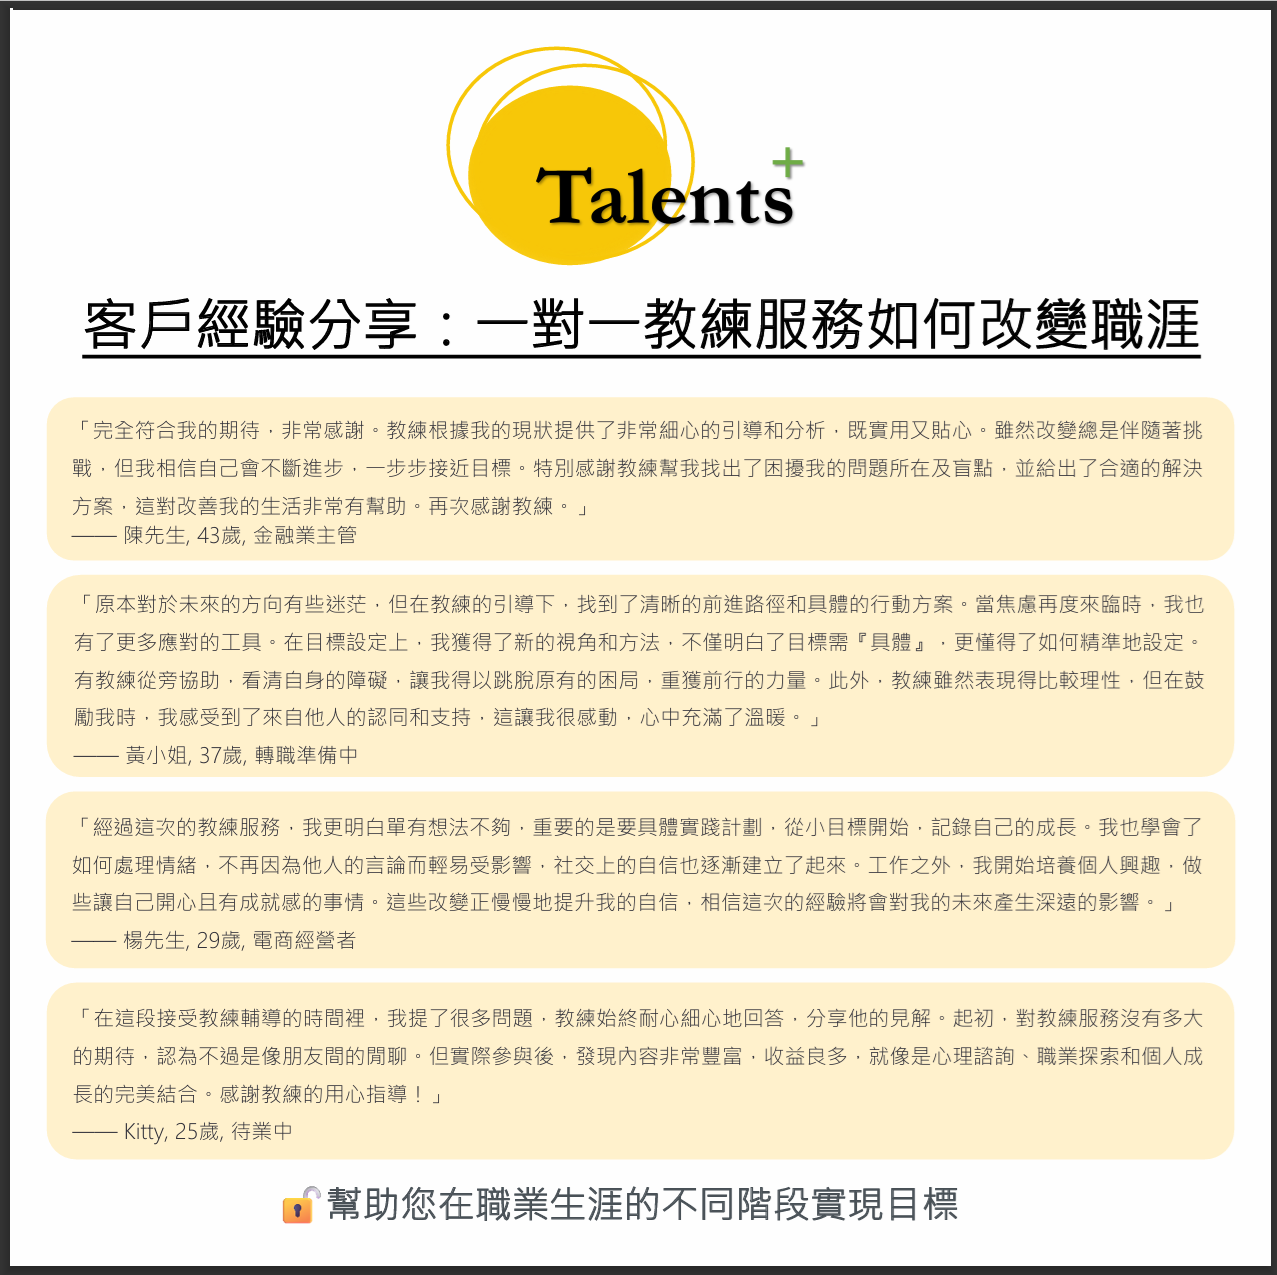 Talents+
客戶經驗分享：一對一教練服務如何改變職涯
「完全符合我的期待，非常感謝。教練根據我的現狀提供了非常細心的引導和分析，既實用又貼心。雖然改變總是伴隨著挑
戰，但我相信自己會不斷進步，一步步接近目標。特別感謝教練幫我找出了困擾我的問題所在及盲點，並給出了合適的解決
方案，這對改善我的生活非常有幫助。再次感謝教練。」
—— 陳先生, 43歲, 金融業主管
「原本對於未來的方向有些迷茫，但在教練的引導下，找到了清晰的前進路徑和具體的行動方案。當焦慮再度來臨時，我也
有了更多應對的工具。在目標設定上，我獲得了新的視角和方法，不僅明白了目標需『具體』，更懂得了如何精準地設定。
有教練從旁協助，看清自身的障礙，讓我得以跳脫原有的困局，重獲前行的力量。此外，教練雖然表現得比較理性，但在鼓
勵我時，我感受到了來自他人的認同和支持，這讓我很感動，心中充滿了溫暖。」
—— 黃小姐, 37歲, 轉職準備中
「經過這次的教練服務，我更明白單有想法不夠，重要的是要具體實踐計劃，從小目標開始，記錄自己的成長。我也學會了
如何處理情緒，不再因為他人的言論而輕易受影響，社交上的自信也逐漸建立了起來。工作之外，我開始培養個人興趣，做
些讓自己開心且有成就感的事情。這些改變正慢慢地提升我的自信，相信這次的經驗將會對我的未來產生深遠的影響。」
—— 楊先生, 29歲, 電商經營者
「在這段接受教練輔導的時間裡，我提了很多問題，教練始終耐心細心地回答，分享他的見解。起初，對教練服務沒有多大
的期待，認為不過是像朋友間的閒聊。但實際參與後，發現內容非常豐富，收益良多，就像是心理諮詢、職業探索和個人成
長的完美結合。感謝教練的用心指導！」
—— Kitty, 25歲, 待業中
幫助您在職業生涯的不同階段實現目標